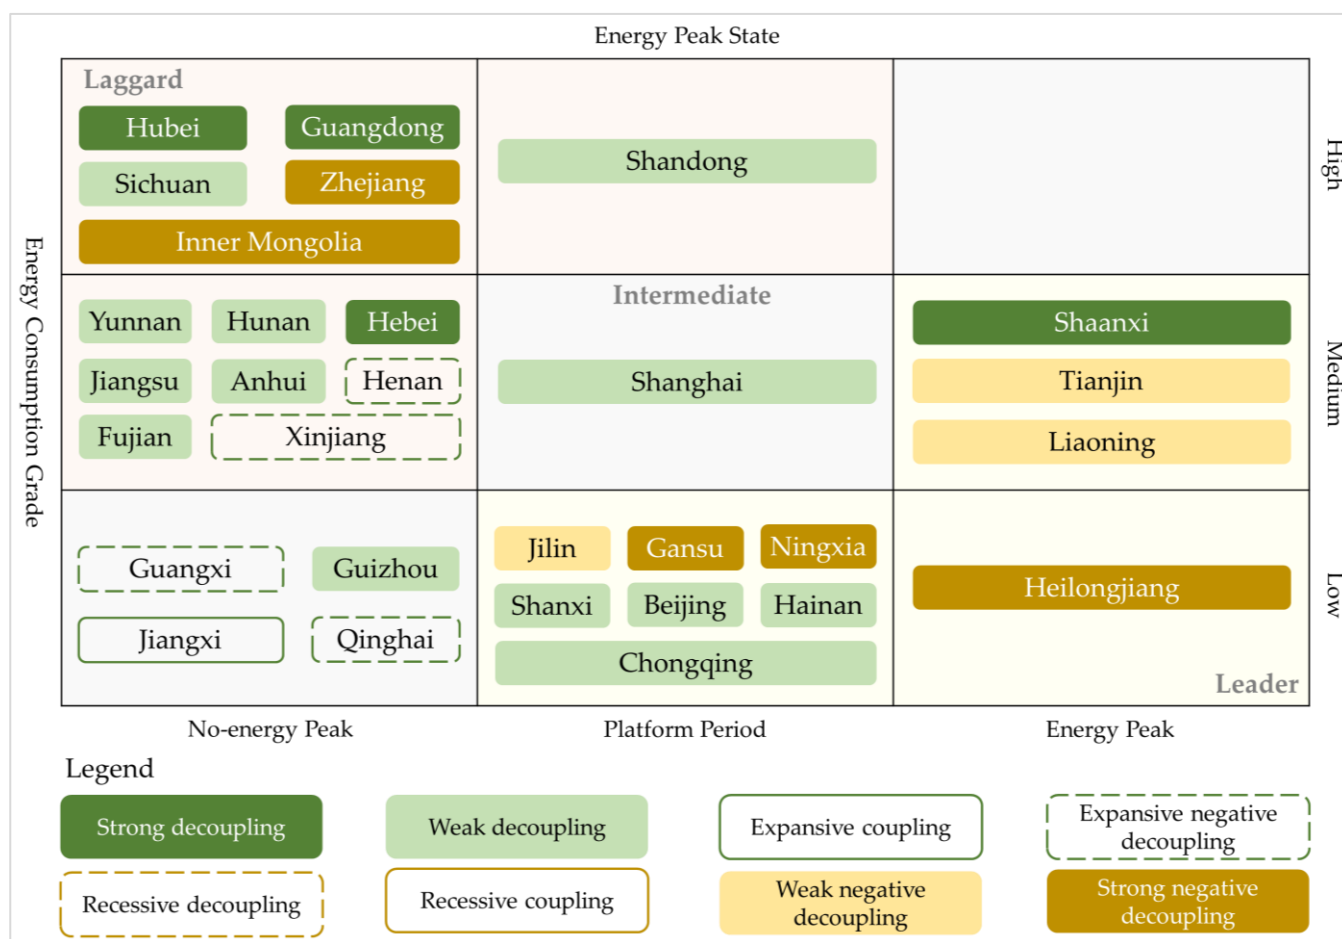 Energy Peak State
Laggard
Hubei
Guangdong
Sichuan
Zhejiang
Inner Mongolia
Shandong
High
Energy Consumption Grade
Yunnan
Hunan
Hebei
Jiangsu
Anhui
Henan
Fujian
Xinjiang
Intermediate
Shanghai
Shaanxi
Tianjin
Liaoning
Medium
Guangxi
Guizhou
Jiangxi
Qinghai
Jilin
Gansu
Ningxia
Shanxi
Beijing
Hainan
Chongqing
Heilongjiang
Leader
Low
No-energy Peak
Platform Period
Energy Peak
Legend
Strong decoupling
Weak decoupling
Expansive coupling
Expansive negative
decoupling
Recessive decoupling
Recessive coupling
Weak negative
decoupling
Strong negative
decoupling